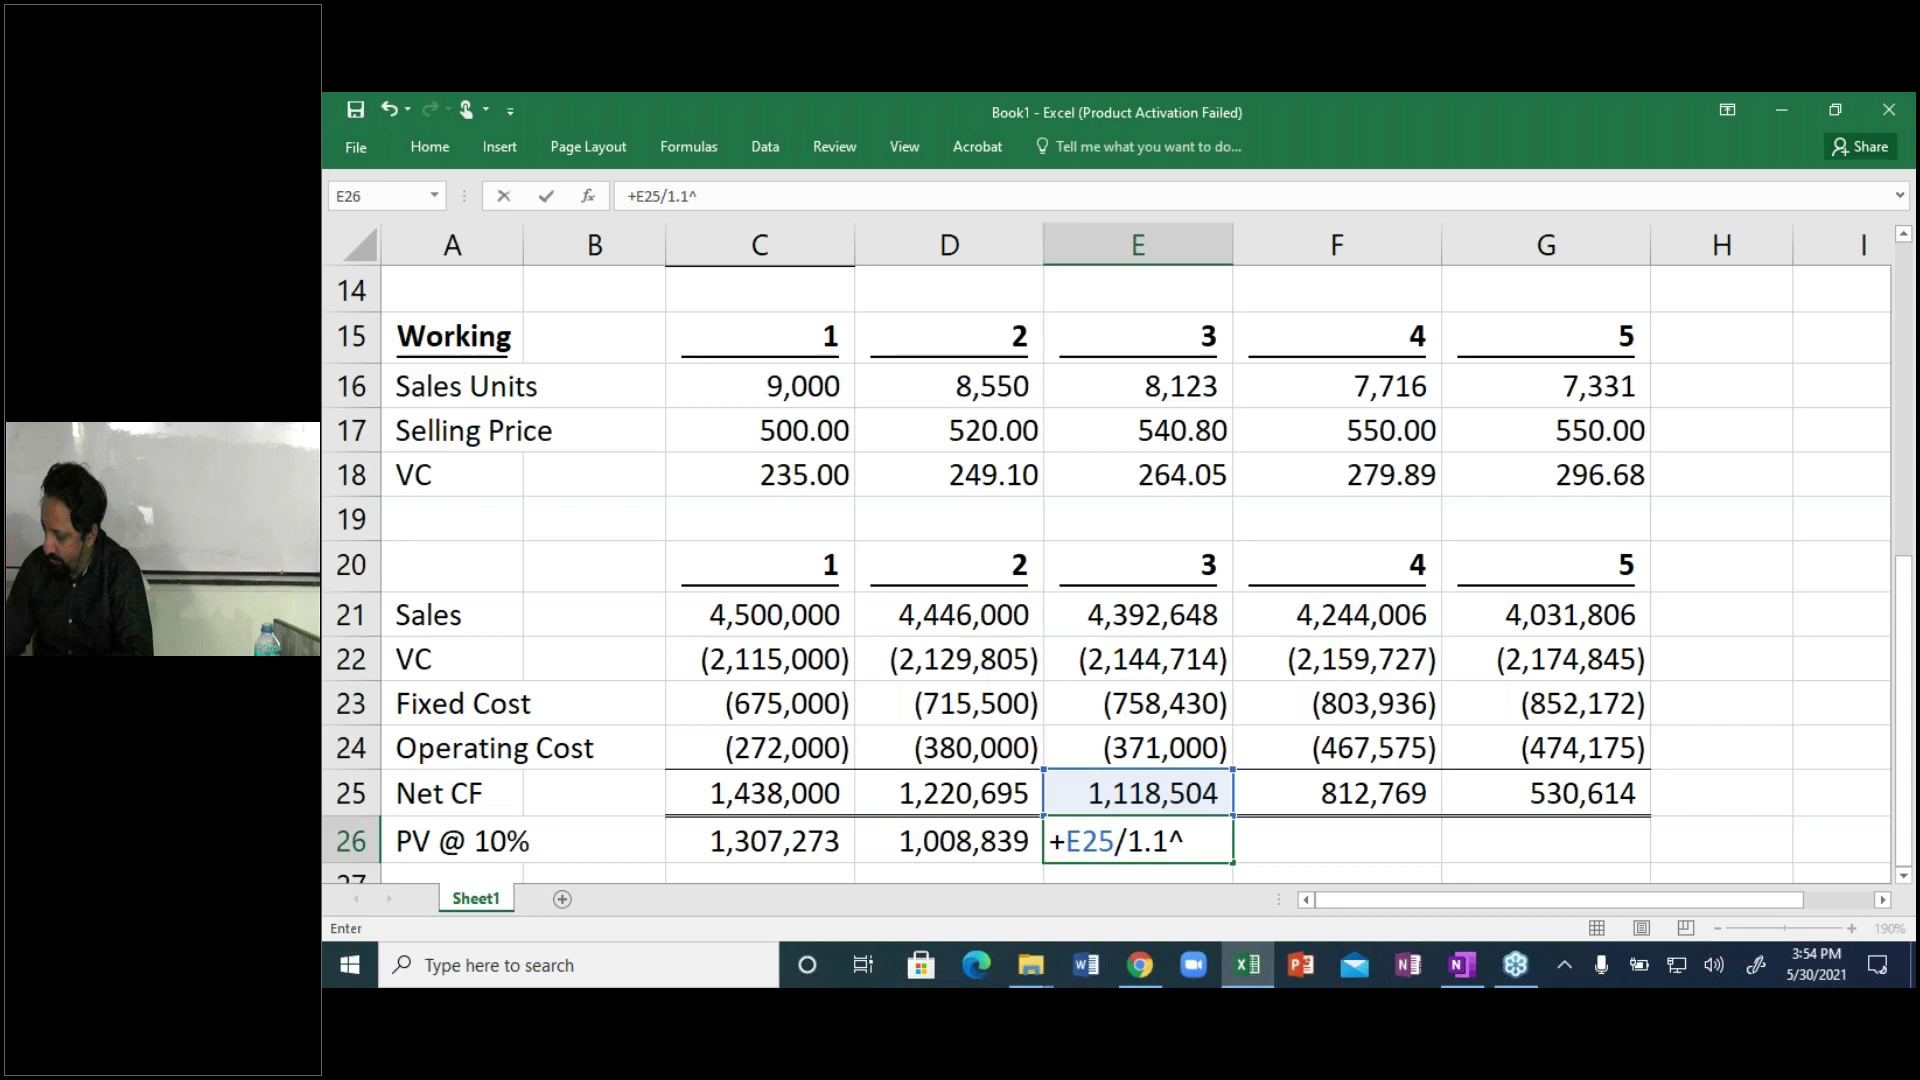 Book1 - Excel (Product Activation Failed)
File Home Insert Page Layout Formulas Data Review View Acrobat Tell me what you want to do... Share
E26 fx +E25/1.1^
A B C D E F G H I
14
15 Working 1 2 3 4 5
16 Sales Units 9,000 8,550 8,123 7,716 7,331
17 Selling Price 500.00 520.00 540.80 550.00 550.00
18 VC 235.00 249.10 264.05 279.89 296.68
19
20 1 2 3 4 5
21 Sales 4,500,000 4,446,000 4,392,648 4,244,006 4,031,806
22 VC (2,115,000) (2,129,805) (2,144,714) (2,159,727) (2,174,845)
23 Fixed Cost (675,000) (715,500) (758,430) (803,936) (852,172)
24 Operating Cost (272,000) (380,000) (371,000) (467,575) (474,175)
25 Net CF 1,438,000 1,220,695 1,118,504 812,769 530,614
26 PV @ 10% 1,307,273 1,008,839 +E25/1.1^
27
Sheet1
Enter 190%
Type here to search 3:54 PM
5/30/2021